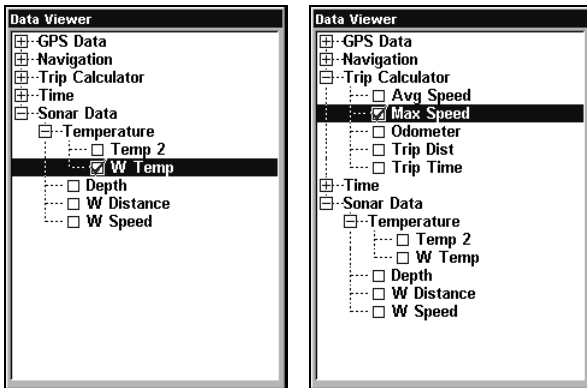 Data Viewer
GPS Data
Navigation
Trip Calculator
Time
Sonar Data
Temperature
Temp 2
W Temp
Depth
W Distance
W Speed
Data Viewer
GPS Data
Navigation
Trip Calculator
Avg Speed
Max Speed
Odometer
Trip Dist
Trip Time
Time
Sonar Data
Temperature
Temp 2
W Temp
Depth
W Distance
W Speed